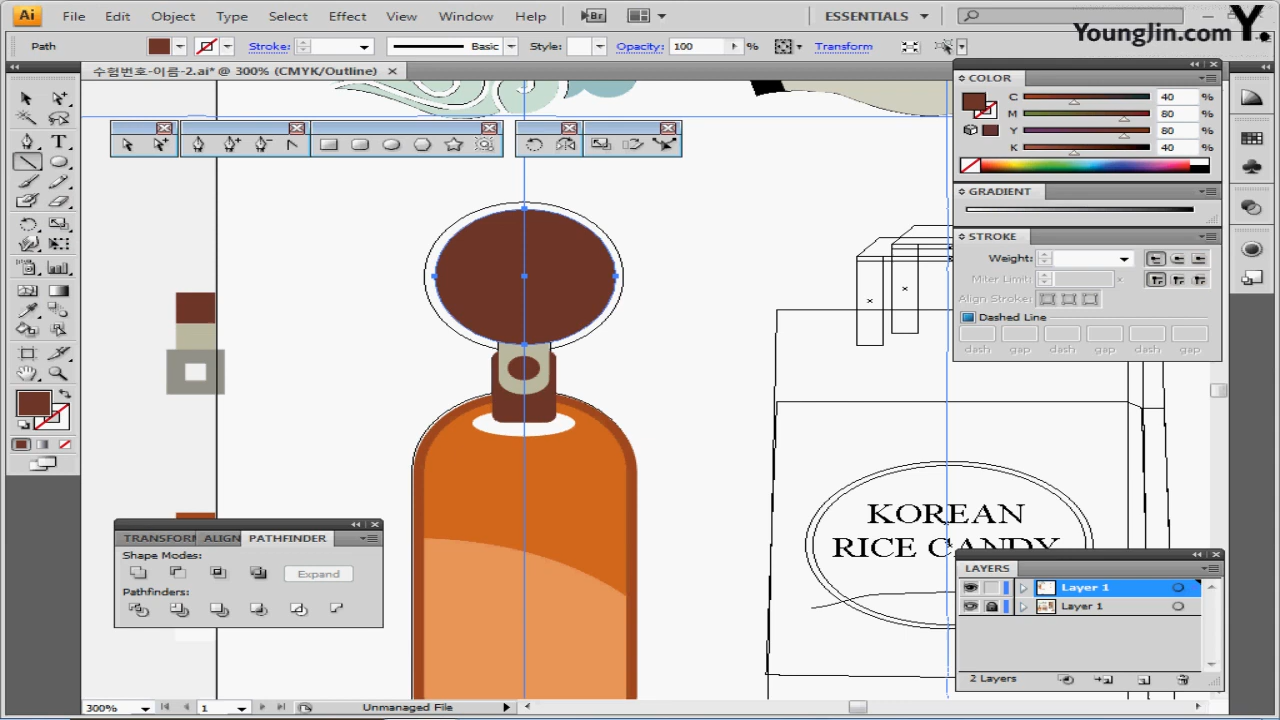 Ai File Edit Object Type Select Effect View Window Help Br ESSENTIALS
YoungJin.com Y.
Path Stroke: Basic Style: Opacity: 100 % Transform
수험번호-이름-2.ai* @ 300% (CMYK/Outline)
COLOR
C 40 %
M 80 %
Y 80 %
K 40 %
GRADIENT
STROKE
Weight:
Miter Limit: x
Align Stroke:
Dashed Line
dash gap dash gap dash gap
KOREAN
RICE CANDY
TRANSFORM ALIGN PATHFINDER
Shape Modes:
Expand
Pathfinders:
LAYERS
Layer 1
Layer 1
2 Layers
300% 1 Unmanaged File